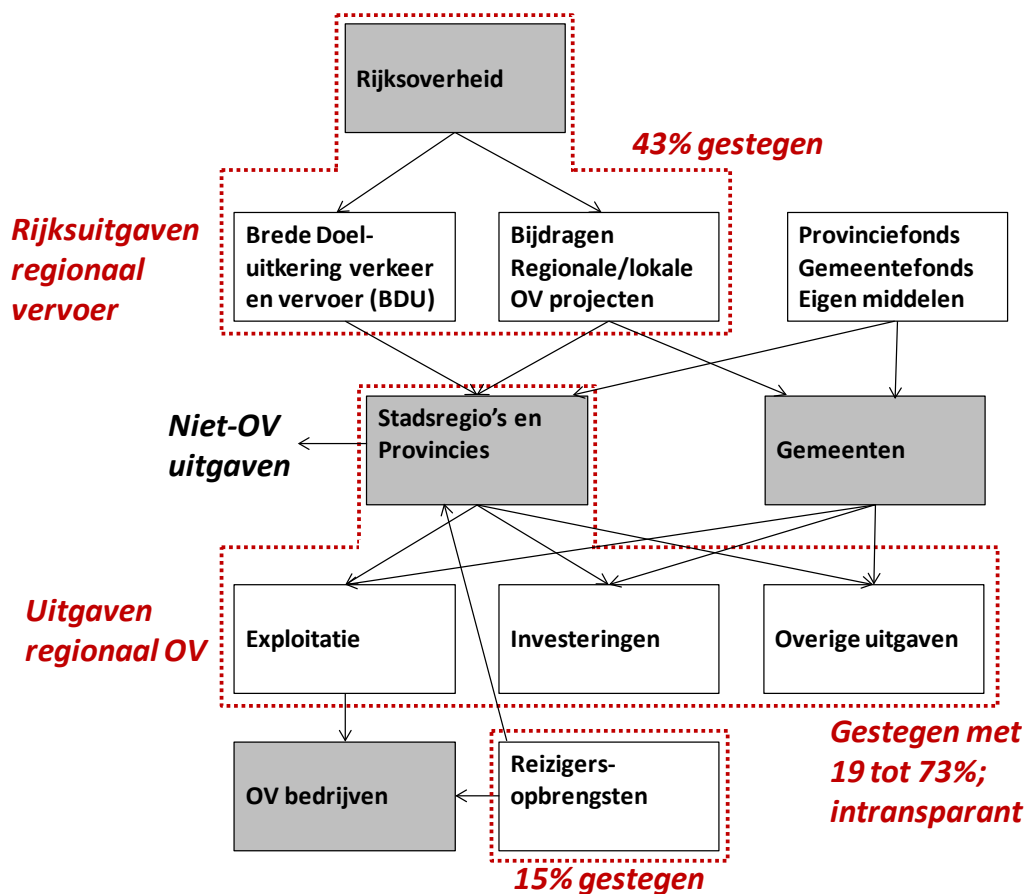 Rijksoverheid
43% gestegen
Rijksuitgaven
regionaal
vervoer
Brede Doel-
uitkering verkeer
en vervoer (BDU)
Bijdragen
Regionale/lokale
OV projecten
Provinciefonds
Gemeentefonds
Eigen middelen
Niet-OV
uitgaven
Stadsregio’s en
Provincies
Gemeenten
Uitgaven
regionaal OV
Exploitatie
Investeringen
Overige uitgaven
Gestegen met
19 tot 73%;
intransparant
OV bedrijven
Reizigers-
opbrengsten
15% gestegen